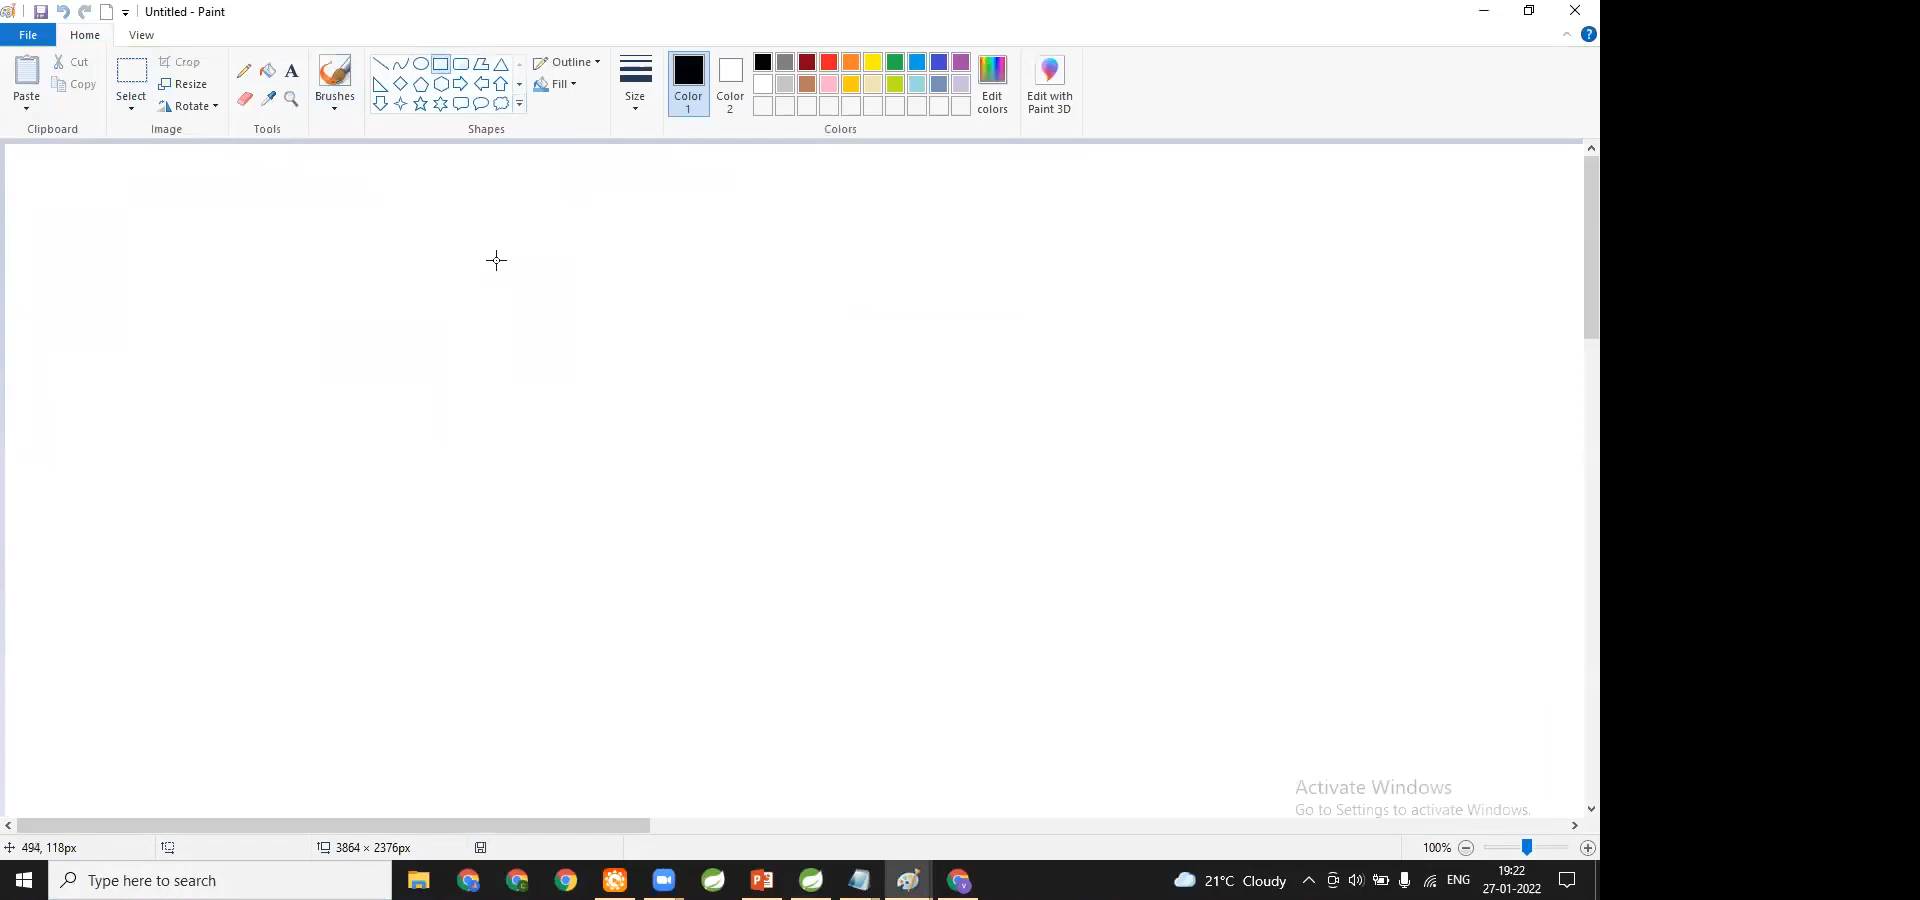 Untitled - Paint
File
Home
View
Paste
Cut
Copy
Clipboard
Select
Crop
Resize
Rotate
Image
A
Tools
Brushes
Outline
Fill
Shapes
Size
Color
1
Color
2
Edit
colors
Colors
Edit with
Paint 3D
Activate Windows
Go to Settings to activate Windows.
494, 118px
3864 × 2376px
100%
Type here to search
21°C Cloudy
ENG
19:22
27-01-2022